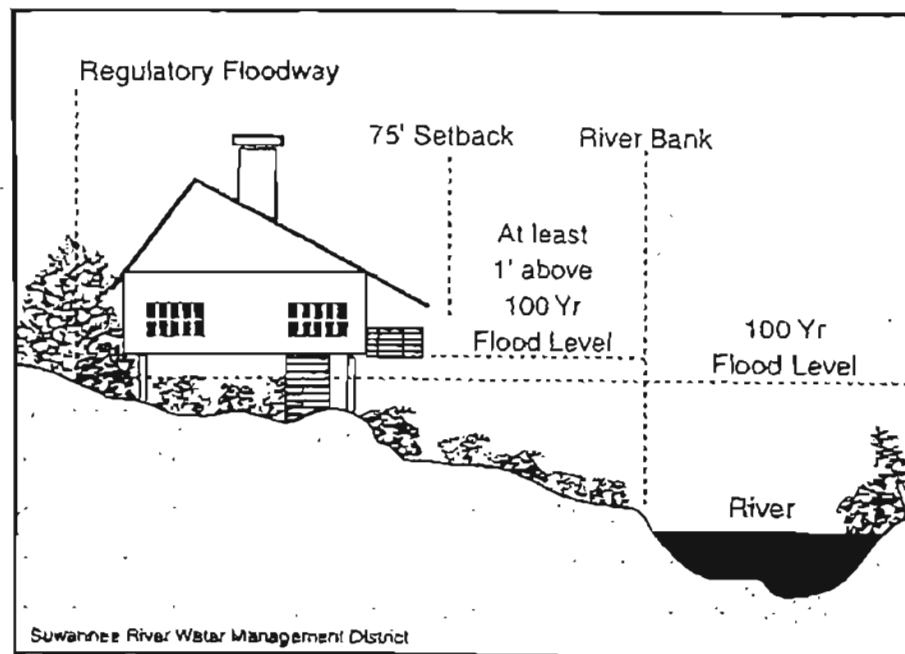 Regulatory Floodway
75' Setback
River Bank
At least
1' above
100 Yr
Flood Level
100 Yr
Flood Level
River
Suwannee River Water Management District